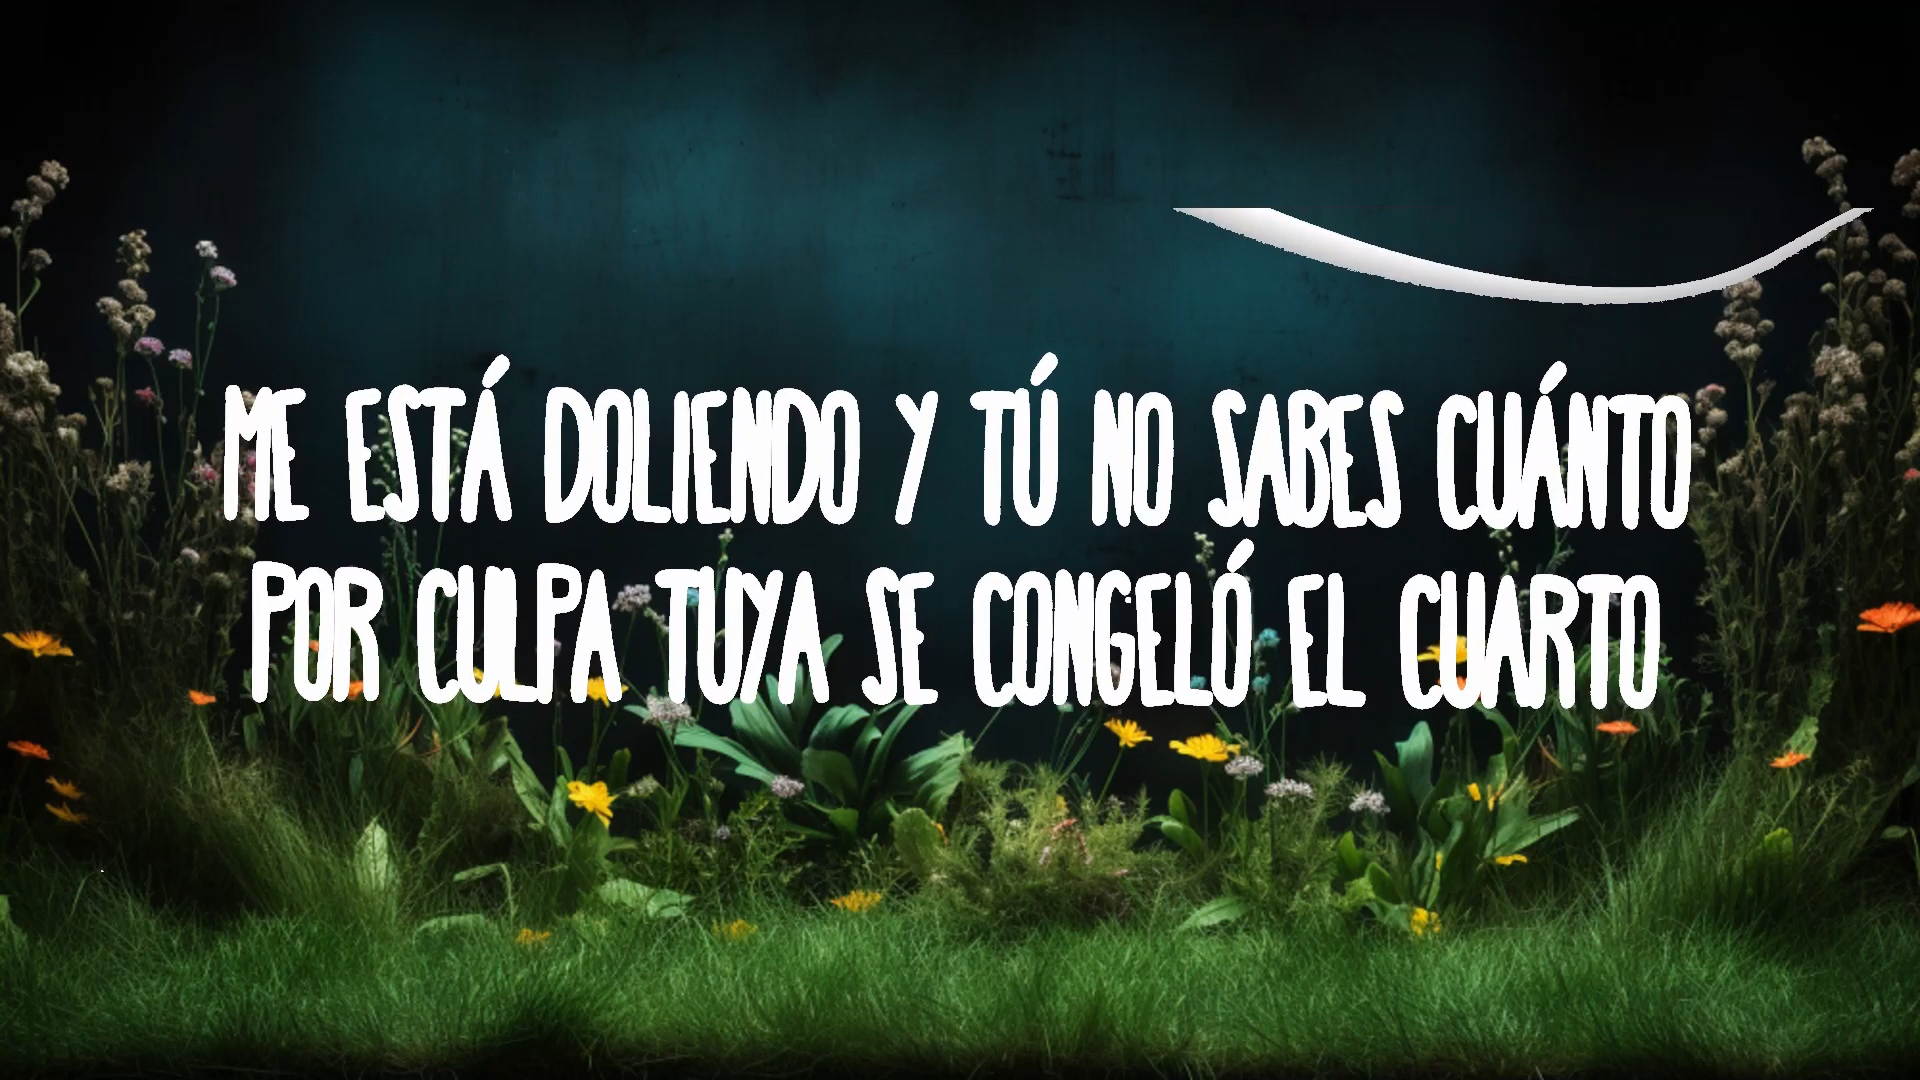 ME ESTÁ DOLIENDO Y TÚ NO SABES CUÁNTO
POR CULPA TUYA SE CONGELÓ EL CUARTO